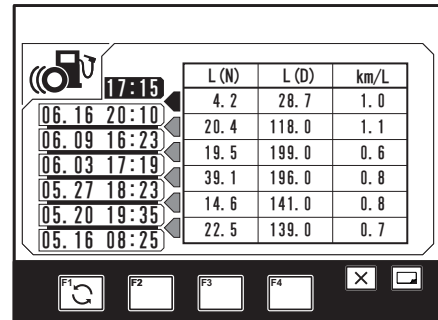 17:15
L (N) L (D) km/L
4. 2 28. 7 1. 0
06. 16 20:10
20. 4 118. 0 1. 1
06. 09 16:23
19. 5 199. 0 0. 6
06. 03 17:19
39. 1 196. 0 0. 8
05. 27 18:23
14. 6 141. 0 0. 8
05. 20 19:35
22. 5 139. 0 0. 7
05. 16 08:25
F1 F2 F3 F4